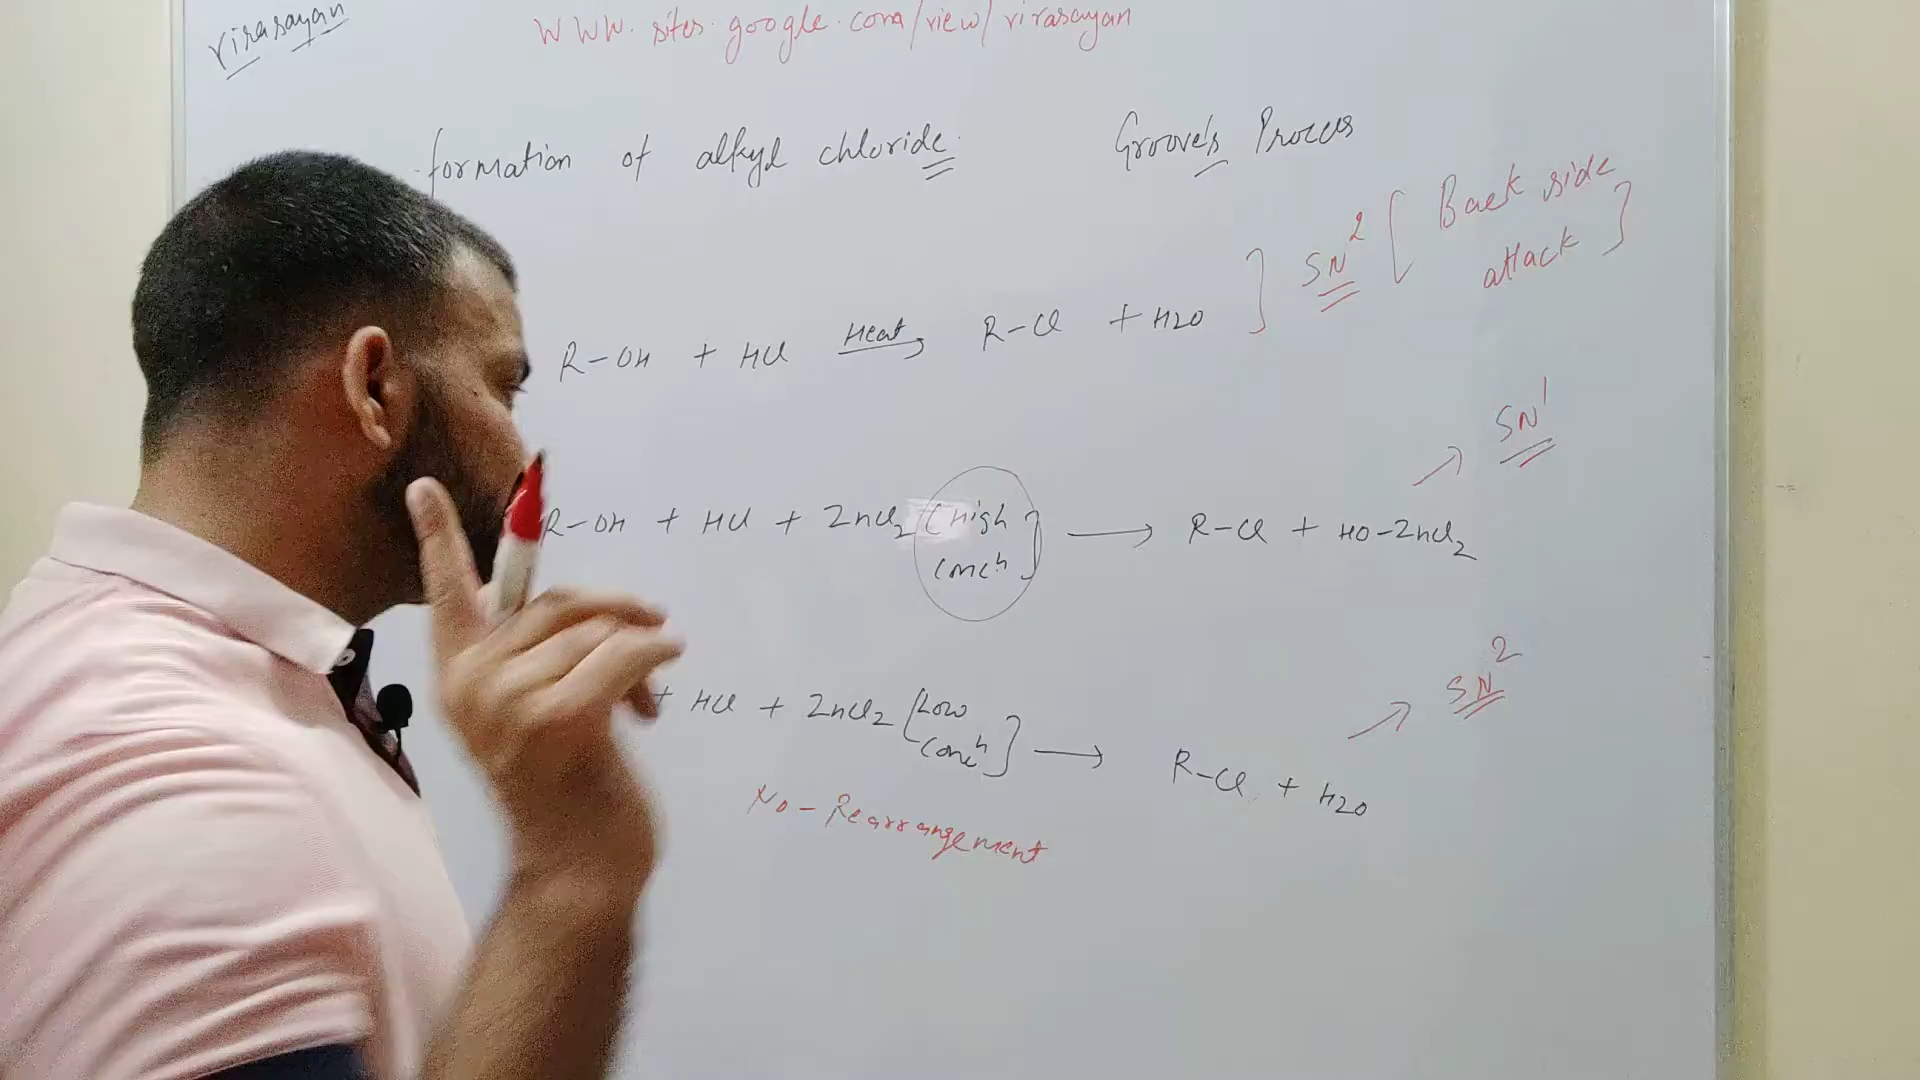 virasayan
WWW.sites.google.com/view/virasayan
formation of alkyl chloride. Groove's Process
SN2 [Back side
attack]
R-OH + HCl Heat R-Cl + H2O
SN1
R-OH + HCl + ZnCl2 (High
Conch) R-Cl + HO-ZnCl2
SN2
+ HCl + ZnCl2 [Low
Conch] R-Cl + H2O
No-Rearrangement